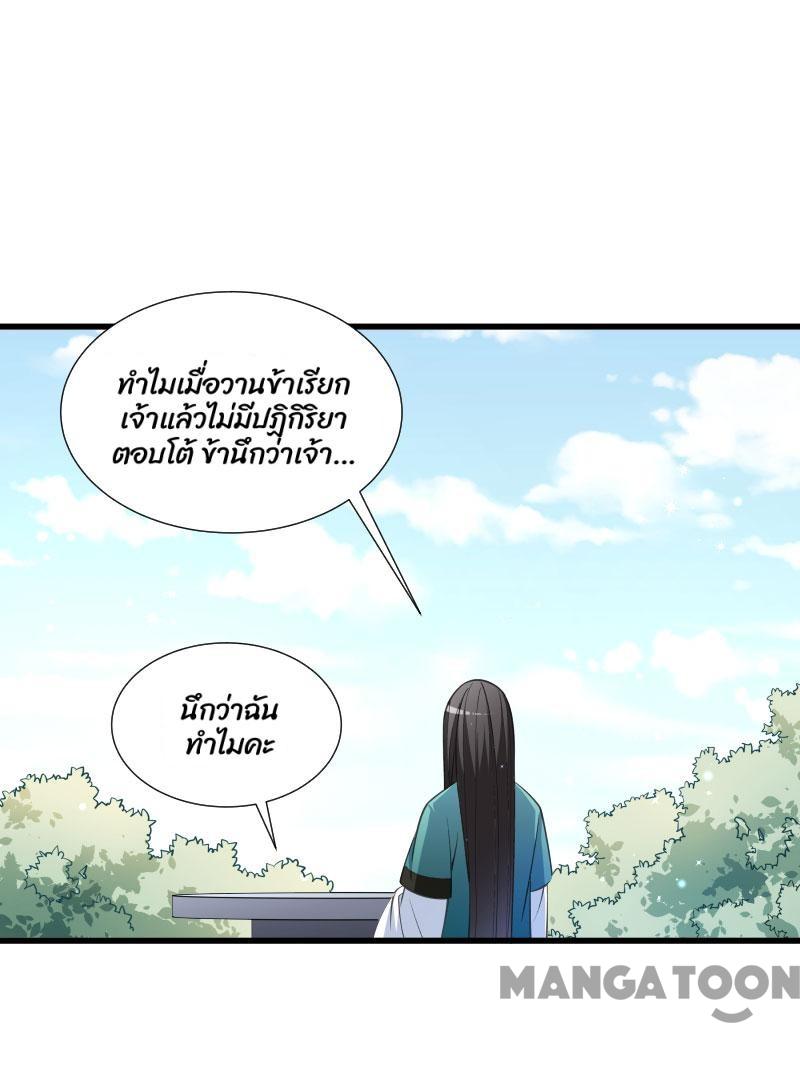 ทำไมเมื่อวานข้าเรียก
เจ้าแล้วไม่มีปฏิกิริยา
ตอบโต้ ข้านึกว่าเจ้า...
นึกว่าฉัน
ทำไมคะ
MANGATOON